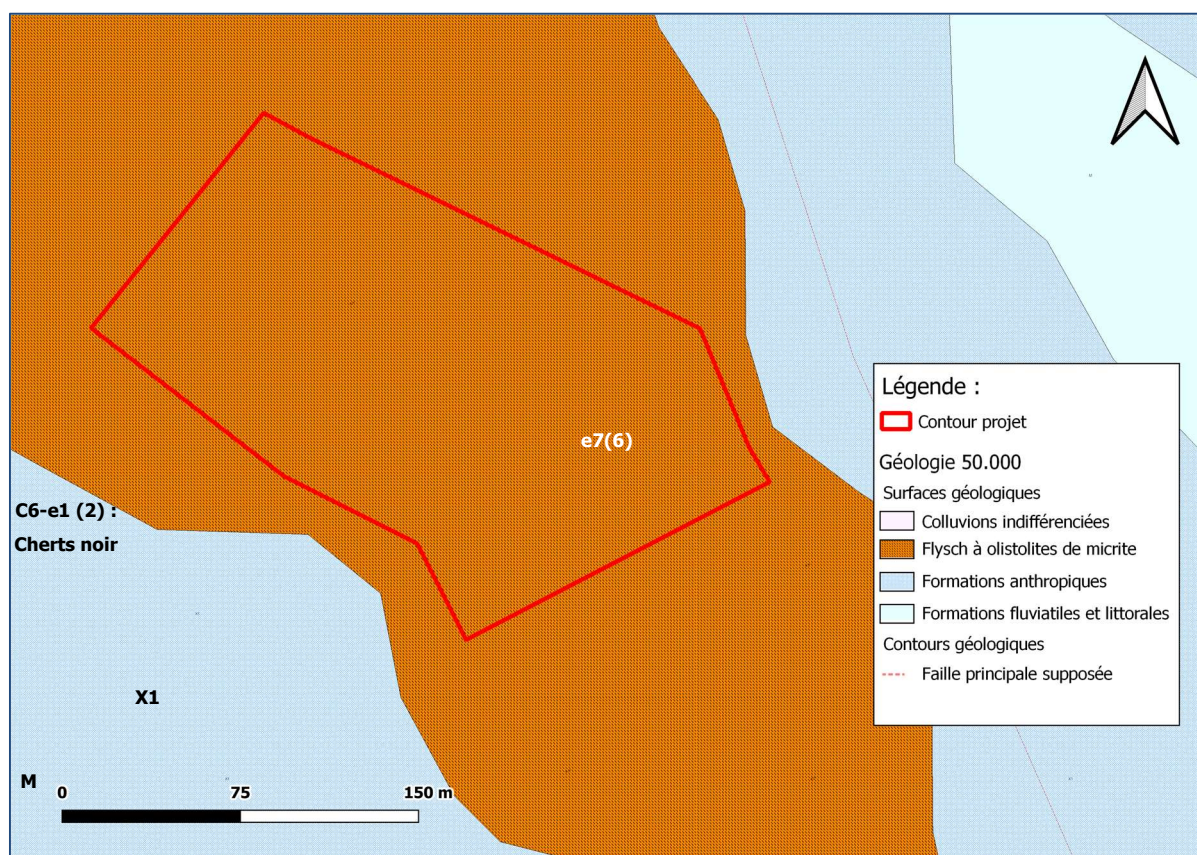 e7(6)
C6-e1 (2) :
Cherts noir
X1
M
0 75 150 m
Légende :
Contour projet
Géologie 50.000
Surfaces géologiques
Colluvions indifférenciées
Flysch à olistolites de micrite
Formations anthropiques
Formations fluviatiles et littorales
Contours géologiques
Faille principale supposée